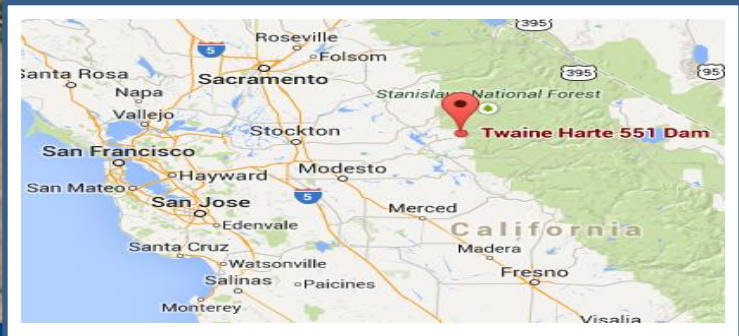 395
Roseville
5
Folsom
Santa Rosa
Sacramento
395
95
Napa
Stanislaus National Forest
Vallejo
Stockton
Twaine Harte 551 Dam
San Francisco
Hayward
Modesto
San Mateo
San Jose
5
Merced
Edenvale
California
Santa Cruz
Madera
Watsonville
Fresno
Salinas
Paicines
Monterey
Visalia